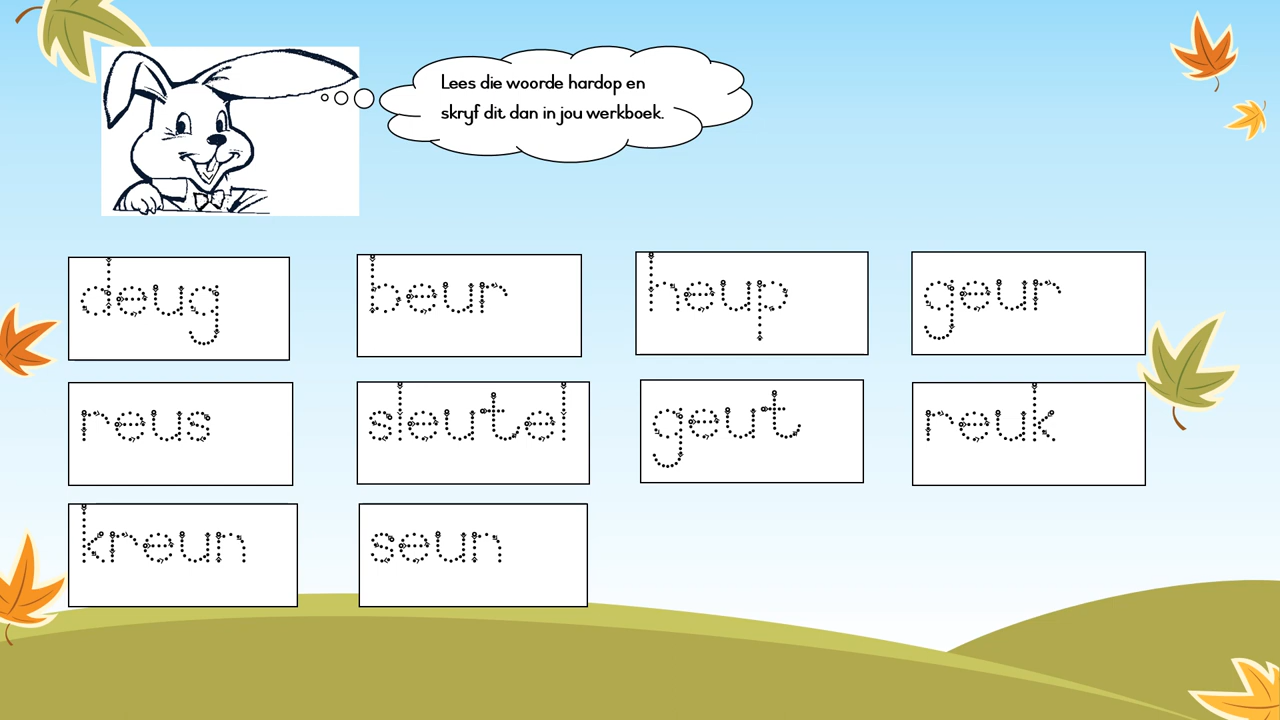 Lees die woorde hardop en
skryf dit dan in jou werkboek.
deug beur heup geur
reus sleutel geut reuk
kreun seun